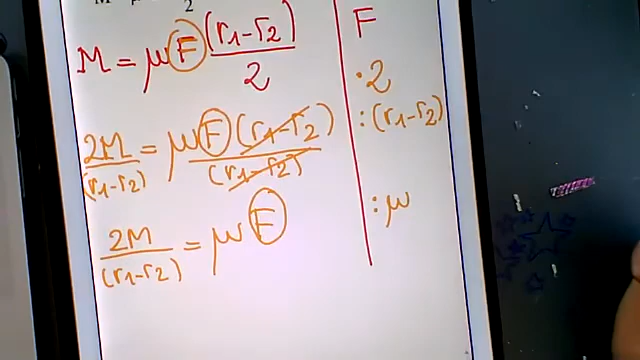 M = μF (r₁-r₂)/2 F
·2
2M/(r₁-r₂) = μF (r₁-r₂)/(r₁-r₂) :(r₁-r₂)
2M/(r₁-r₂) = μF :μ